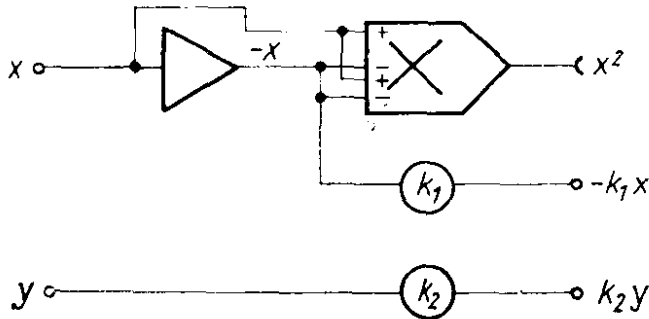 +
-x
x
−
+
−
x²
k₁
-k₁x
y
k₂
k₂y